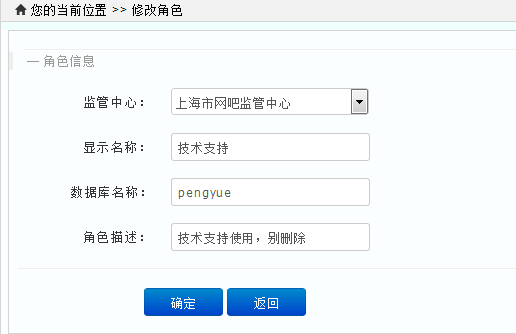 您的当前位置 >> 修改角色
角色信息
监管中心： 上海市网吧监管中心
显示名称： 技术支持
数据库名称： pengyue
角色描述： 技术支持使用，别删除
确定 返回